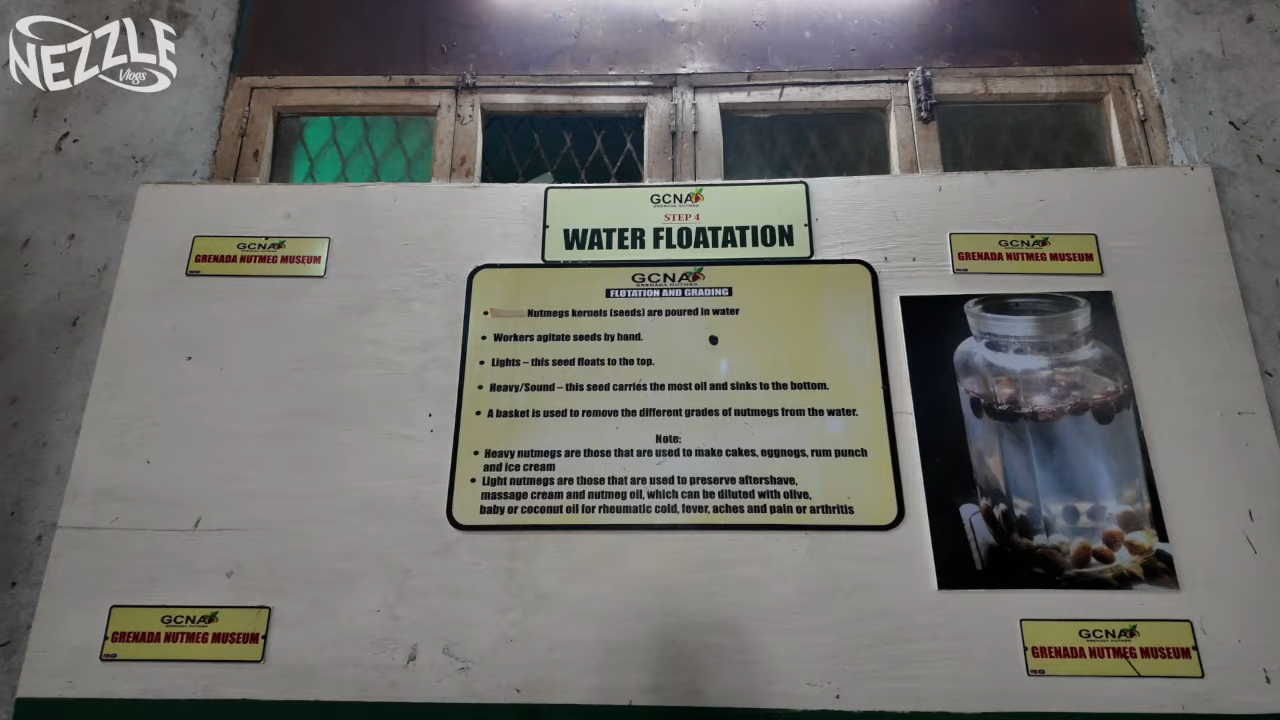 NEZZLE
Vlogs
GCNA
GRENADA NUTMEG
STEP 4
WATER FLOATATION
GCNA
GRENADA NUTMEG MUSEUM
GCNA
GRENADA NUTMEG MUSEUM
GCNA
GRENADA NUTMEG
FLOTATION AND GRADING
• Nutmegs kernels (seeds) are poured in water
• Workers agitate seeds by hand.
• Lights – this seed floats to the top.
• Heavy/Sound – this seed carries the most oil and sinks to the bottom.
• A basket is used to remove the different grades of nutmegs from the water.
Note:
• Heavy nutmegs are those that are used to make cakes, eggnogs, rum punch
and ice cream
• Light nutmegs are those that are used to preserve aftershave,
massage cream and nutmeg oil, which can be diluted with olive,
baby or coconut oil for rheumatic cold, fever, aches and pain or arthritis
GCNA
GRENADA NUTMEG MUSEUM
GCNA
GRENADA NUTMEG MUSEUM